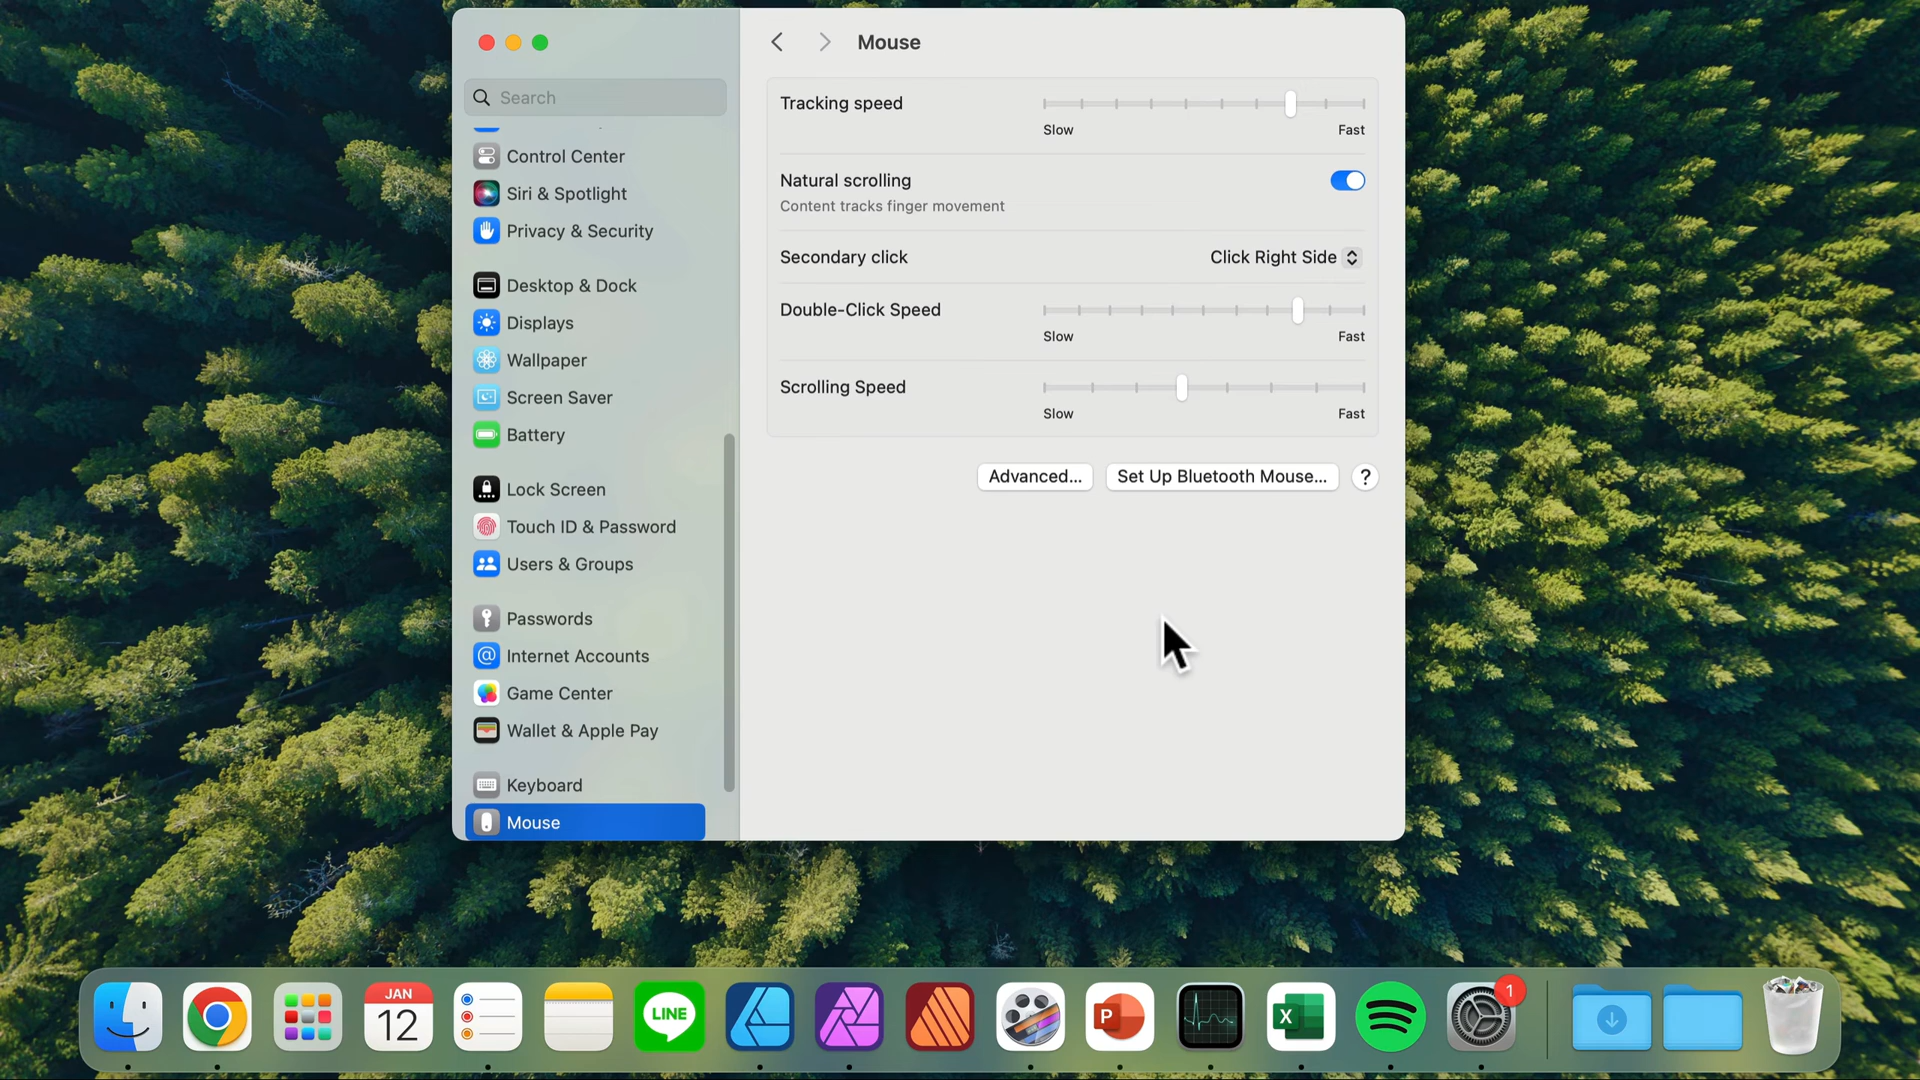 Search
Control Center
Siri & Spotlight
Privacy & Security
Desktop & Dock
Displays
Wallpaper
Screen Saver
Battery
Lock Screen
Touch ID & Password
Users & Groups
Passwords
Internet Accounts
Game Center
Wallet & Apple Pay
Keyboard
Mouse
Mouse
Tracking speed
Slow Fast
Natural scrolling
Content tracks finger movement
Secondary click Click Right Side
Double-Click Speed
Slow Fast
Scrolling Speed
Slow Fast
Advanced... Set Up Bluetooth Mouse... ?
JAN
12
LINE
P
X
1